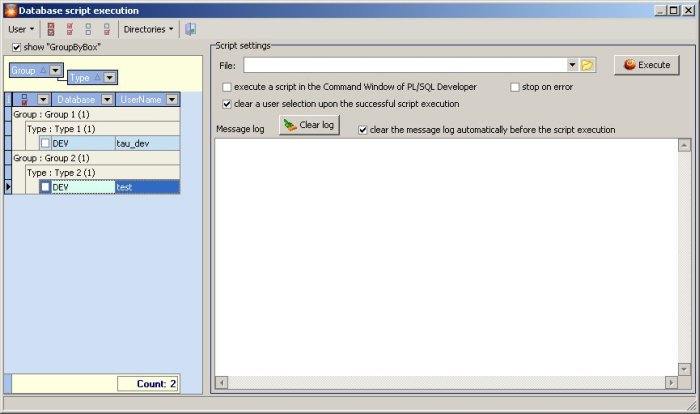 Database script execution
User
Directories
show "GroupByBox"
Group
Type
Database UserName
Group : Group 1 (1)
Type : Type 1 (1)
DEV tau_dev
Group : Group 2 (1)
Type : Type 2 (1)
DEV test
Count: 2
Script settings
File:
Execute
execute a script in the Command Window of PL/SQL Developer
stop on error
clear a user selection upon the successful script execution
Message log
Clear log
clear the message log automatically before the script execution